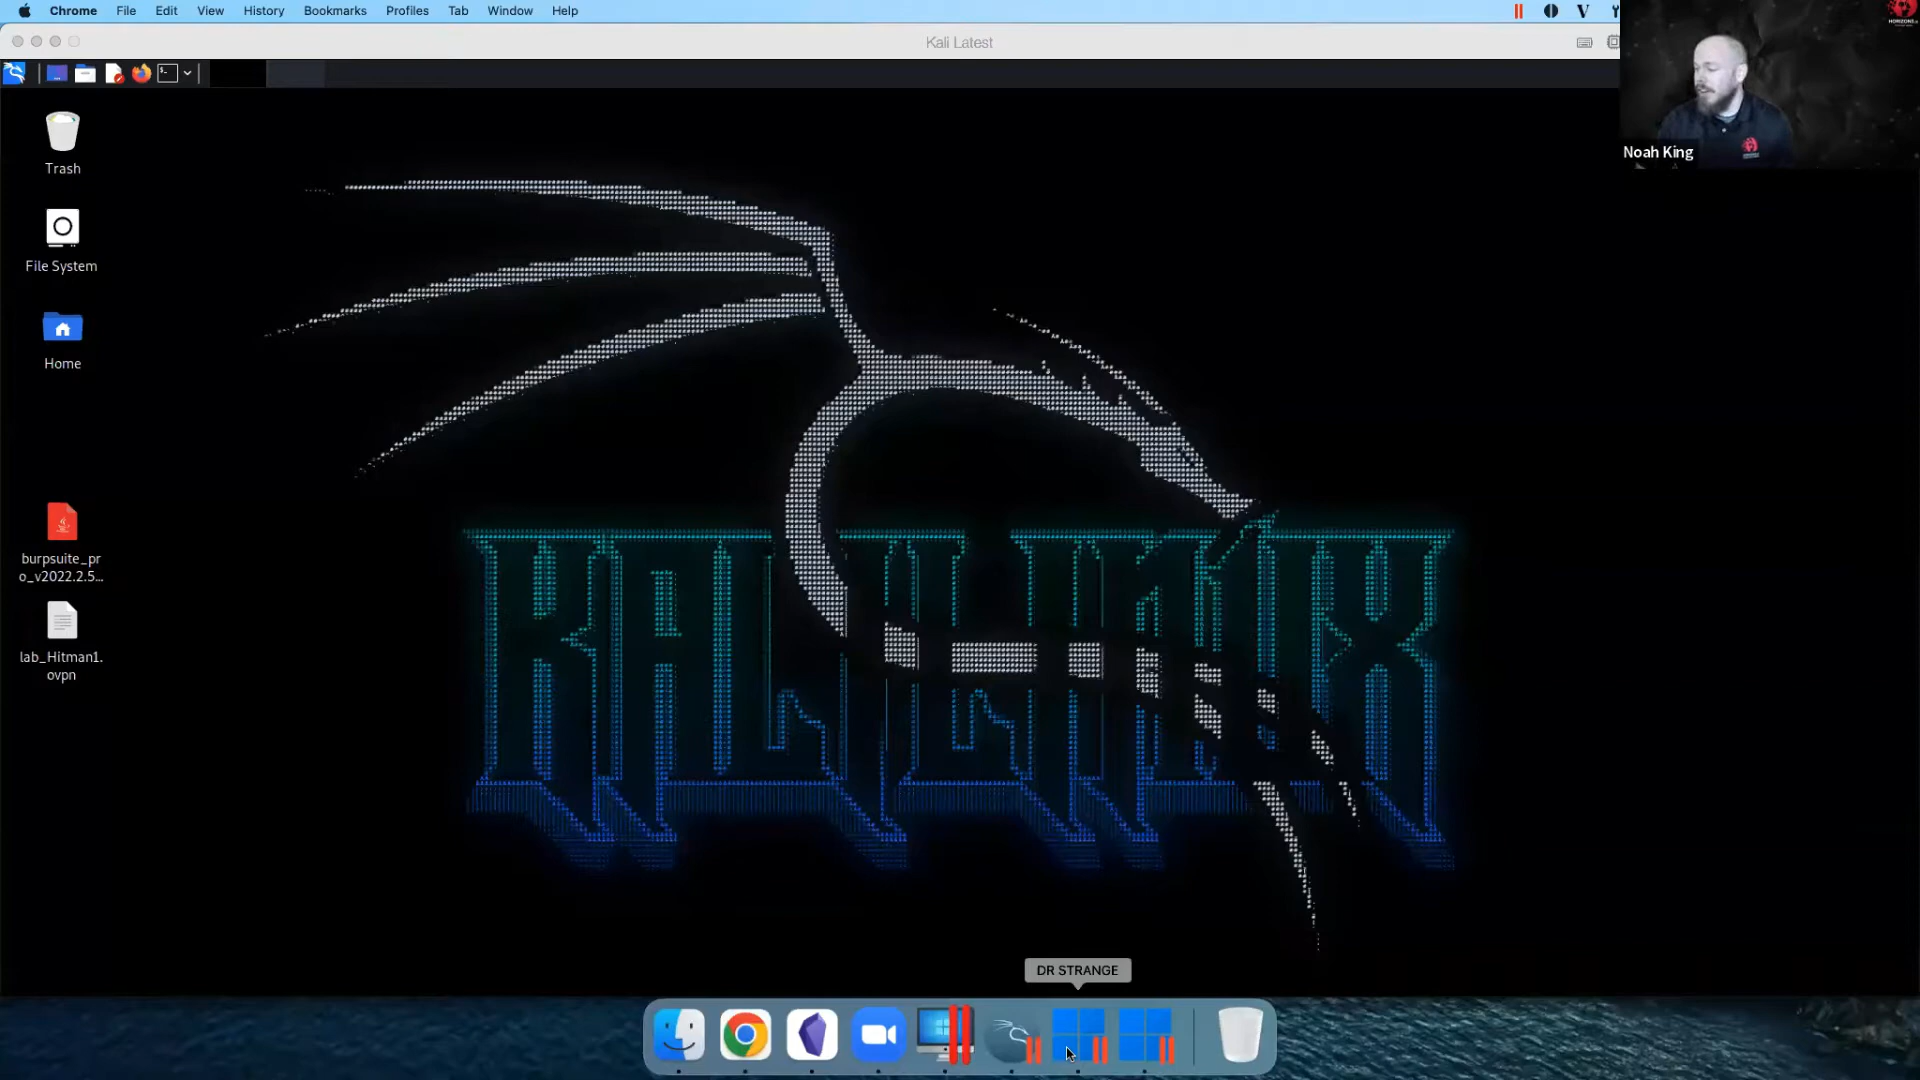 Chrome File Edit View History Bookmarks Profiles Tab Window Help
Kali Latest
Noah King
Trash
File System
Home
burpsuite_pr
o_v2022.2.5...
lab_Hitman1.
ovpn
KALI LINUX
DR STRANGE